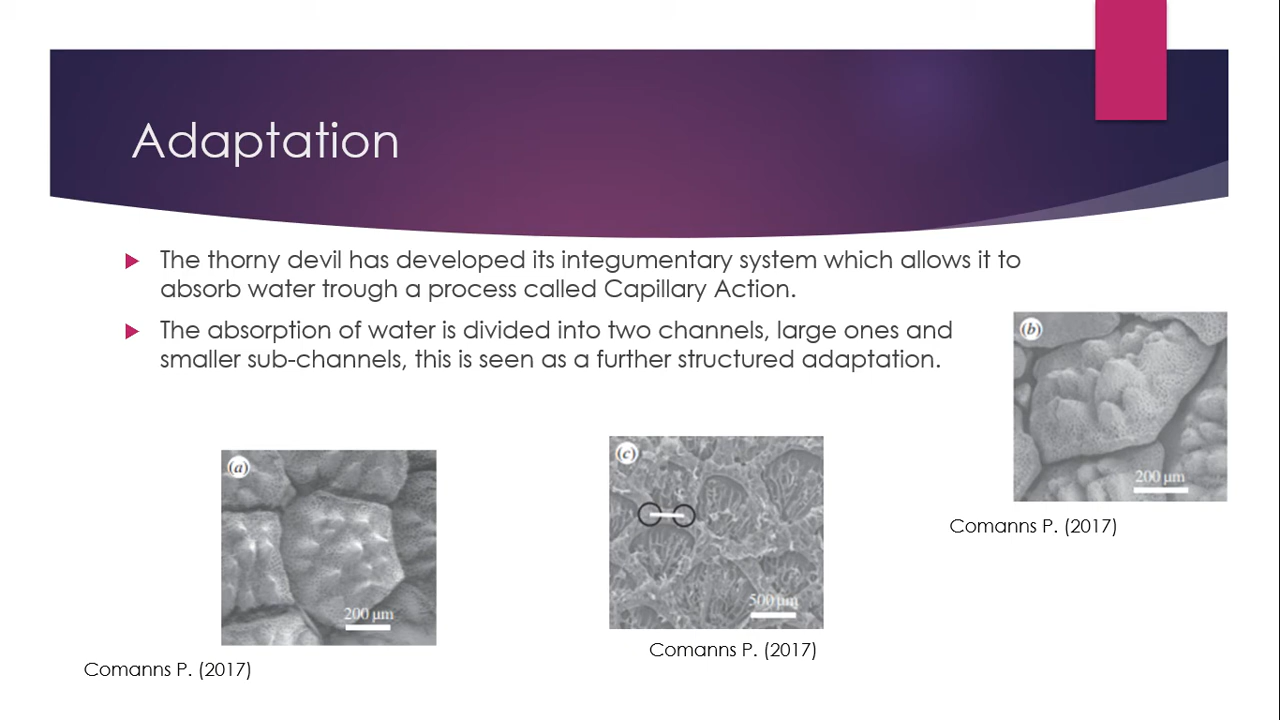 Adaptation
The thorny devil has developed its integumentary system which allows it to
absorb water trough a process called Capillary Action.
The absorption of water is divided into two channels, large ones and
smaller sub-channels, this is seen as a further structured adaptation.
(b)
200 µm
Comanns P. (2017)
(a)
200 µm
Comanns P. (2017)
(c)
500 µm
Comanns P. (2017)